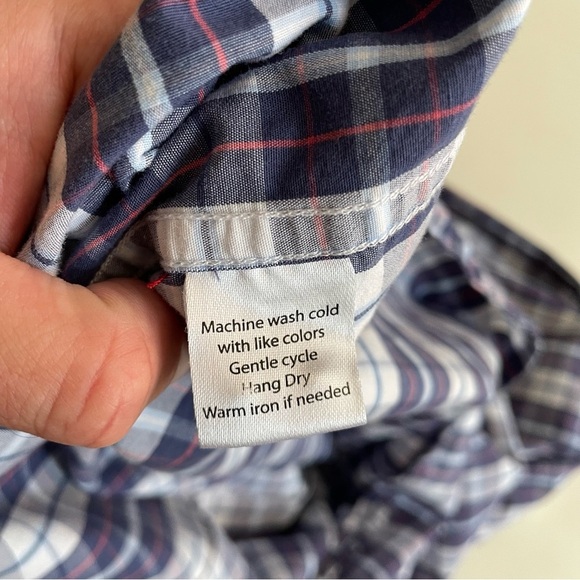 Machine wash cold
with like colors
Gentle cycle
Hang Dry
Warm iron if needed